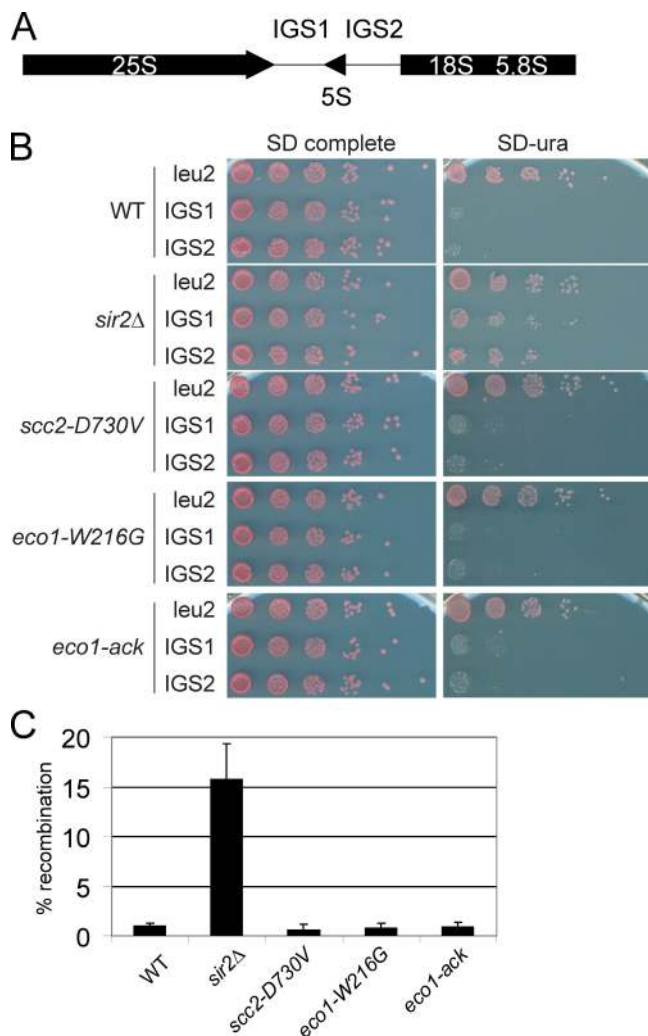 A
IGS1 IGS2
25S 18S 5.8S
5S
B
SD complete SD-ura
leu2
WT IGS1
IGS2
leu2
sir2Δ IGS1
IGS2
leu2
scc2-D730V IGS1
IGS2
leu2
eco1-W216G IGS1
IGS2
leu2
eco1-ack IGS1
IGS2
C
20
15
10
5
0
% recombination
WT sir2Δ scc2-D730V eco1-W216G eco1-ack